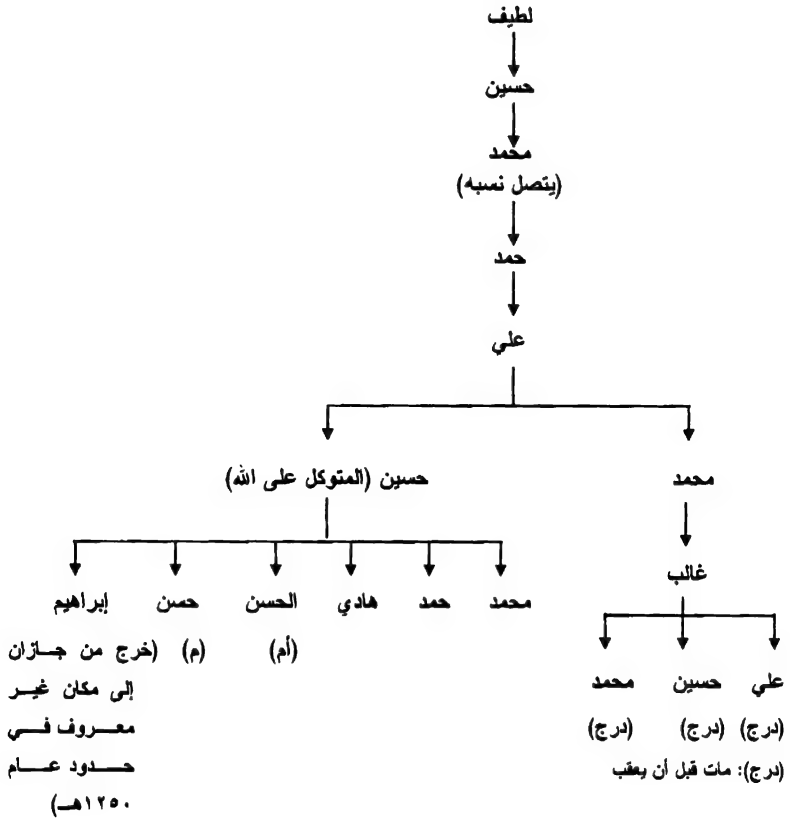 لطيف
حسين
محمد
(يتصل نسبه)
حمد
علي
محمد
حسين (المتوكل على الله)
غالب
علي
حسين
محمد
(درج)
(درج)
(درج)
(درج): مات قبل أن يعقب
محمد
حمد
هادي
الحسن
(أم)
حسن
(م)
إبراهيم
(خرج من جازان
إلى مكان غير
معروف في
حدود عام
١٢٥٠هـ)